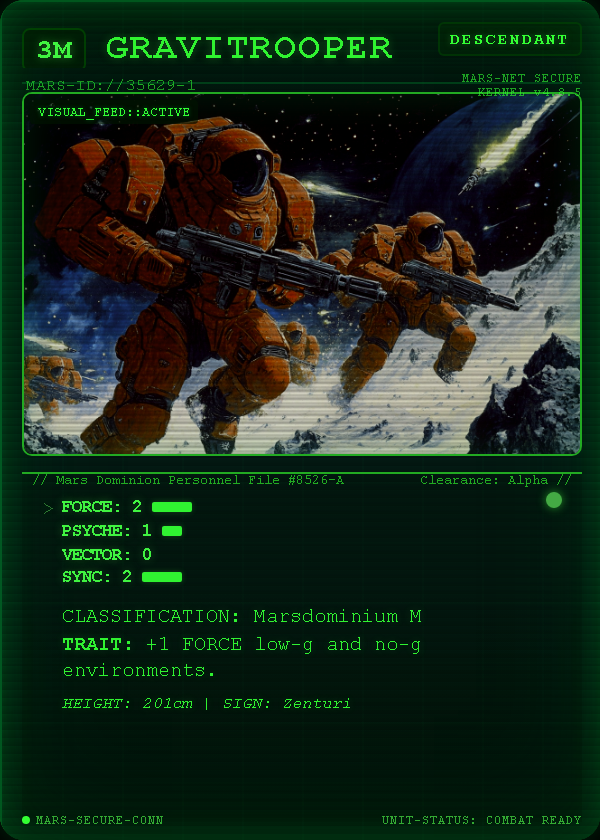 3M GRAVITROOPER
DESCENDANT
MARS-ID://35629-1
MARS-NET SECURE
KERNEL v4.8.5
VISUAL_FEED::ACTIVE
// Mars Dominion Personnel File #8526-A
Clearance: Alpha //
> FORCE: 2
PSYCHE: 1
VECTOR: 0
SYNC: 2
CLASSIFICATION: Marsdominium M
TRAIT: +1 FORCE low-g and no-g
environments.
HEIGHT: 201cm | SIGN: Zenturi
MARS-SECURE-CONN
UNIT-STATUS: COMBAT READY